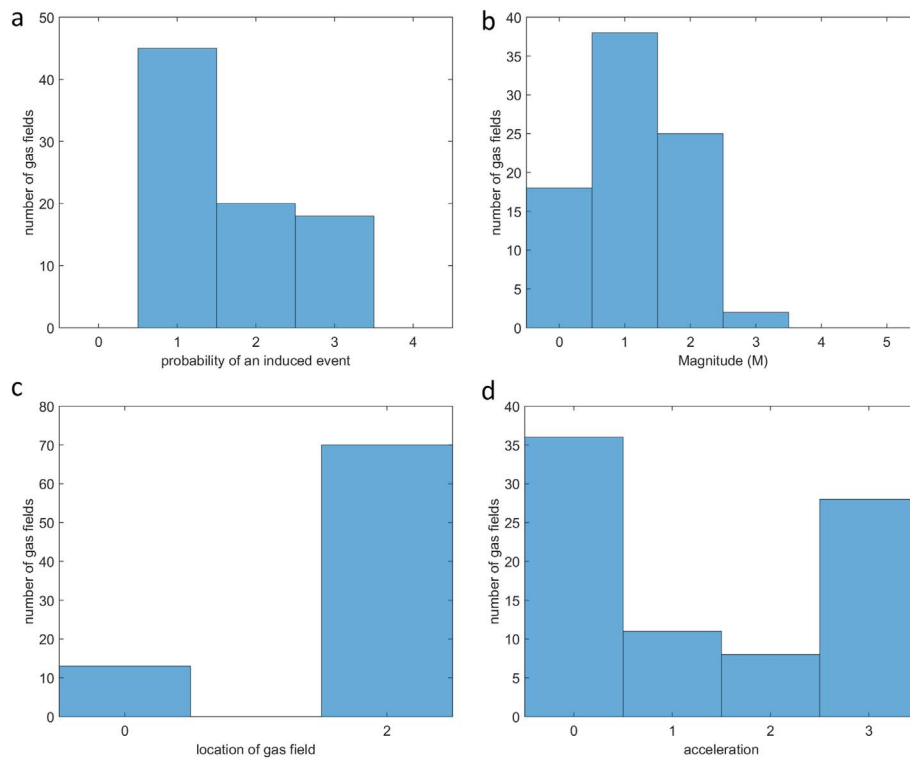 a
50
45
40
30
20
10
0
number of gas fields
0 1 2 3 4
probability of an induced event
b
40
35
30
25
20
15
10
5
0
number of gas fields
0 1 2 3 4 5
Magnitude (M)
c
80
70
60
50
40
30
20
10
0
number of gas fields
0 2
location of gas field
d
40
35
30
25
20
15
10
5
0
number of gas fields
0 1 2 3
acceleration